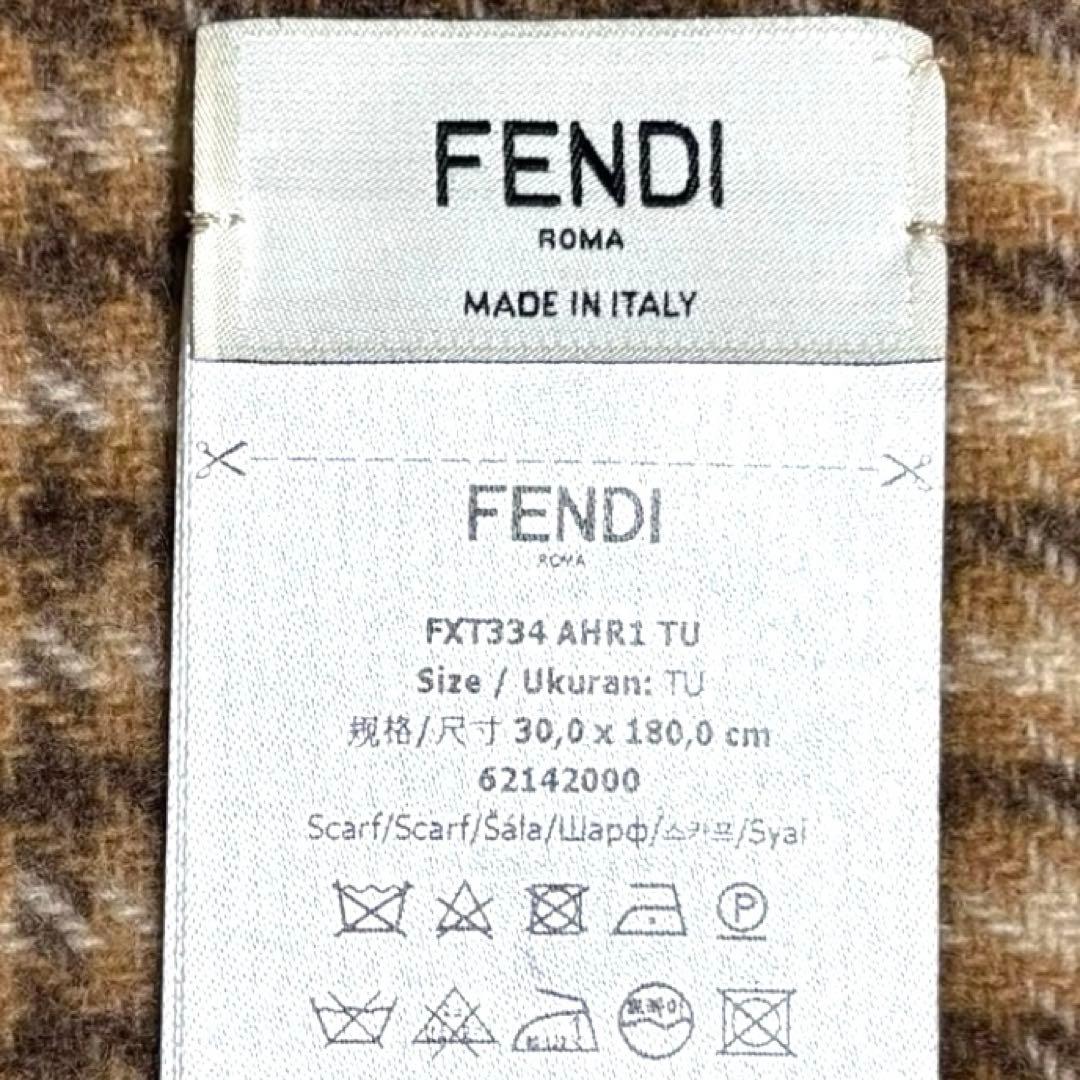 FENDI
ROMA
MADE IN ITALY
FENDI
ROMA
FXT334 AHR1 TU
Size / Ukuran: TU
规格/尺寸 30,0 x 180,0 cm
62142000
Scarf/Scarf/Šála/Шарф/스카프/Syal
P